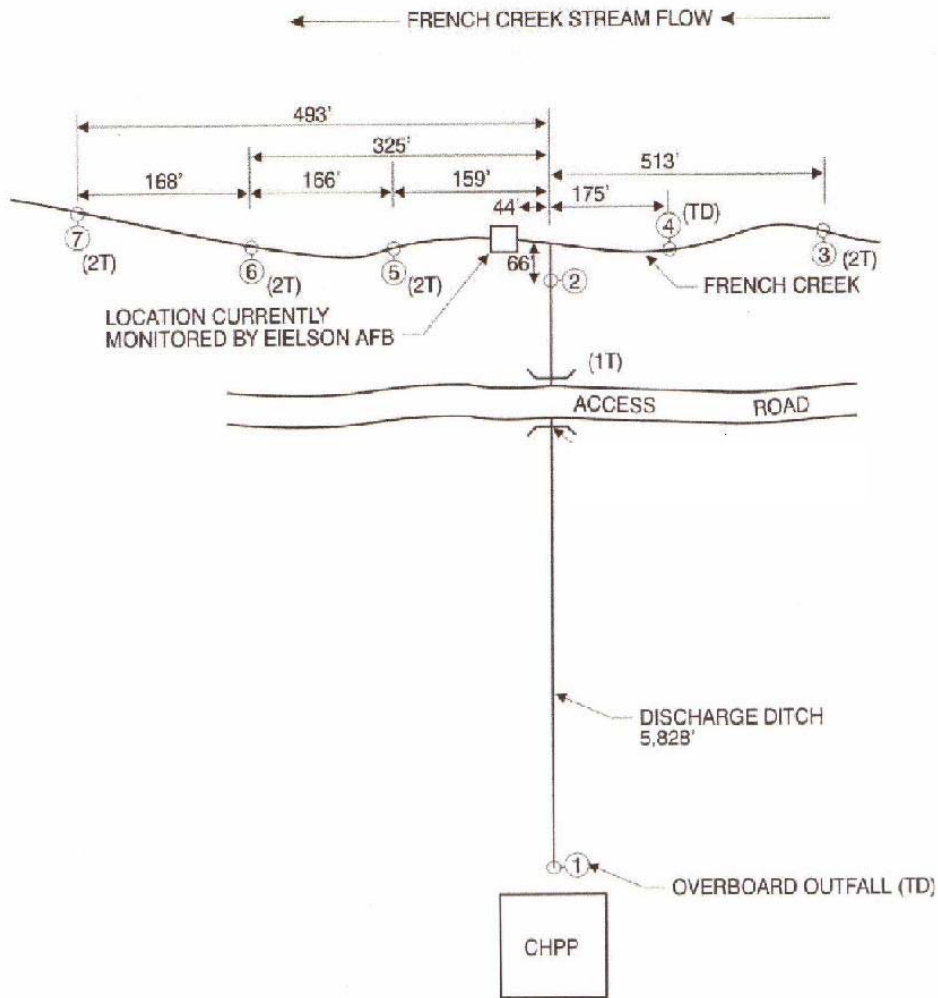 FRENCH CREEK STREAM FLOW
493'
325'
513'
168'
166'
159'
44'
175'
4 (TD)
7
(2T)
6
(2T)
5
(2T)
66
2
3
(2T)
FRENCH CREEK
LOCATION CURRENTLY
MONITORED BY EIELSON AFB
(1T)
ACCESS ROAD
DISCHARGE DITCH
5,828'
1
OVERBOARD OUTFALL (TD)
CHPP